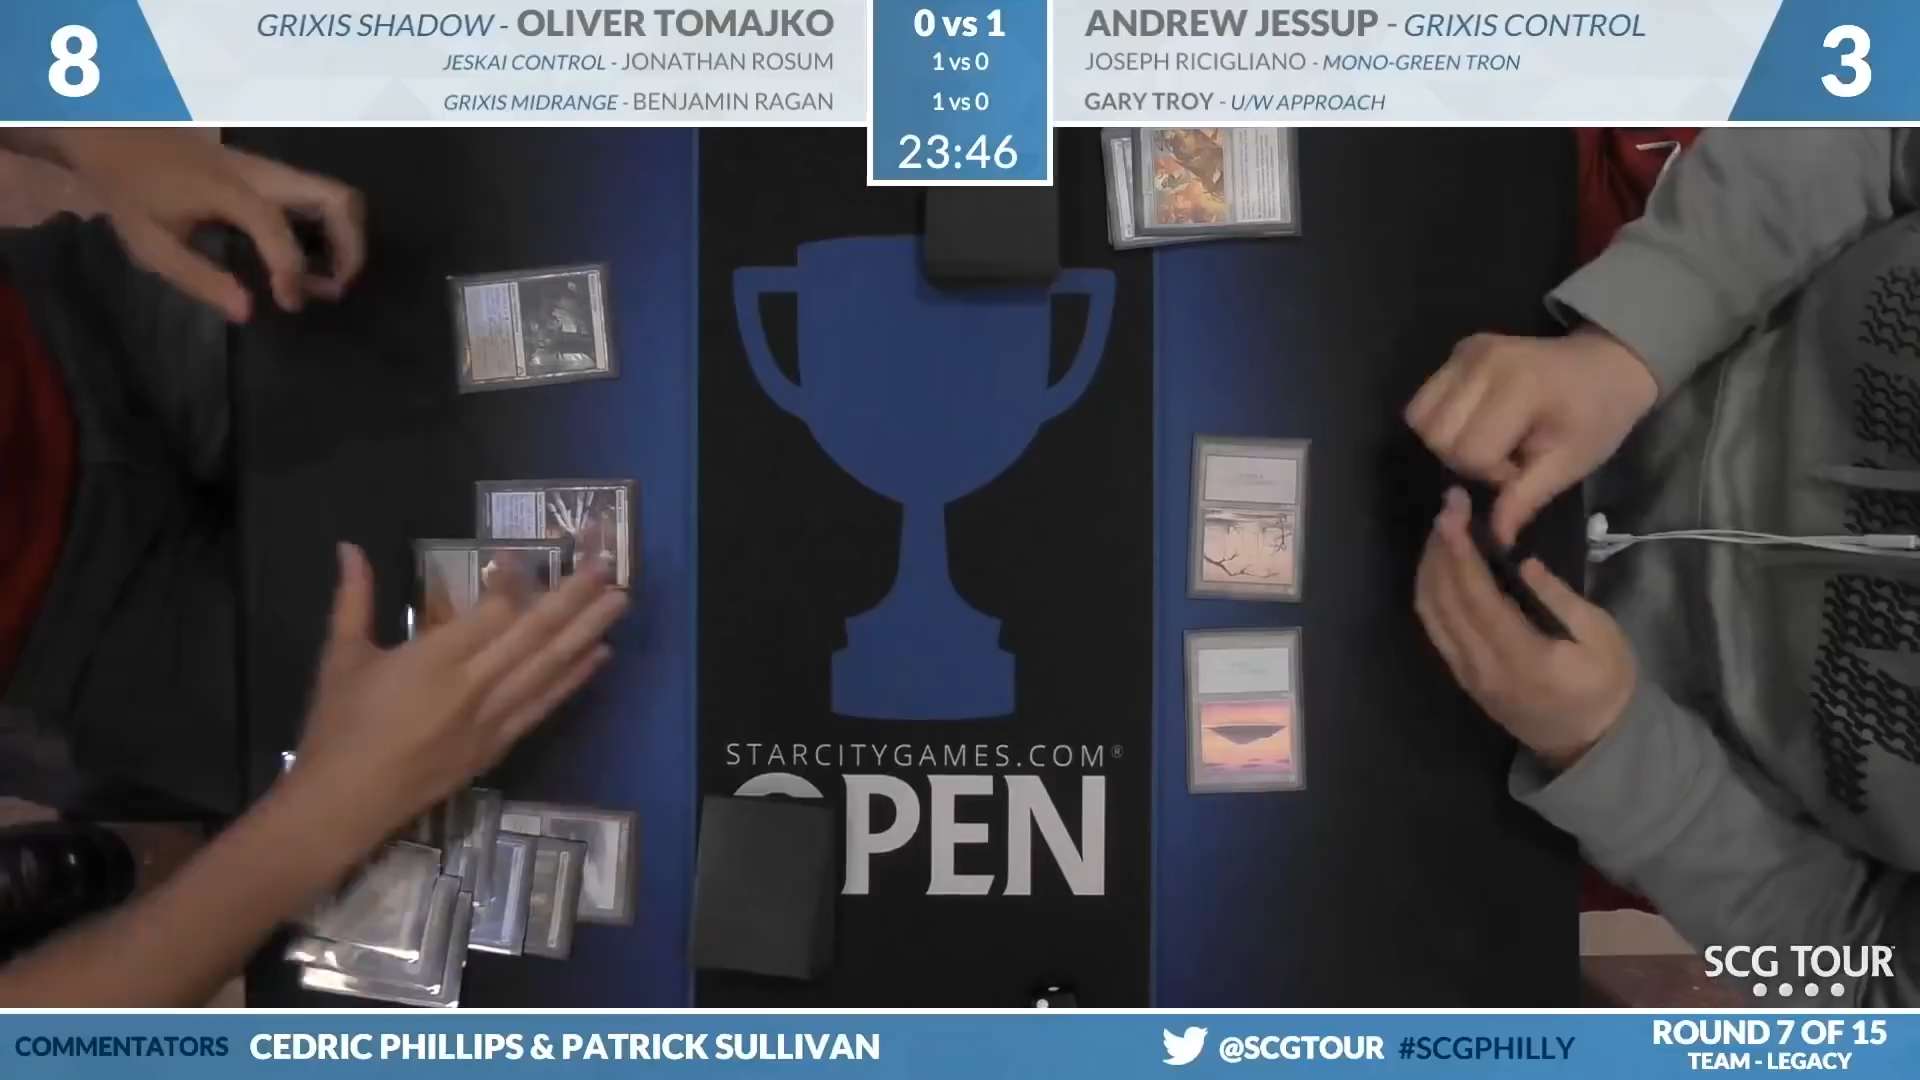 8
GRIXIS SHADOW - OLIVER TOMAJKO
JESKAI CONTROL - JONATHAN ROSUM
GRIXIS MIDRANGE - BENJAMIN RAGAN
0 vs 1
1 vs 0
1 vs 0
23:46
ANDREW JESSUP - GRIXIS CONTROL
JOSEPH RICIGLIANO - MONO-GREEN TRON
GARY TROY - U/W APPROACH
3
STARCITYGAMES.COM®
OPEN
SCG TOUR
COMMENTATORS CEDRIC PHILLIPS & PATRICK SULLIVAN
@SCGTOUR #SCGPHILLY
ROUND 7 OF 15
TEAM - LEGACY